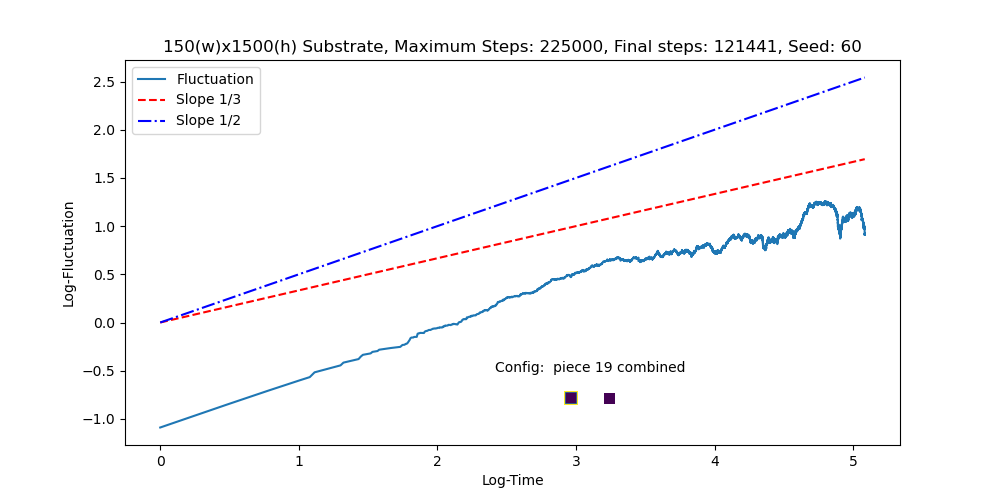 150(w)x1500(h) Substrate, Maximum Steps: 225000, Final steps: 121441, Seed: 60
Fluctuation
Slope 1/3
Slope 1/2
2.5
2.0
1.5
1.0
0.5
0.0
−0.5
−1.0
Log-Fluctuation
Config:  piece 19 combined
0 1 2 3 4 5
Log-Time